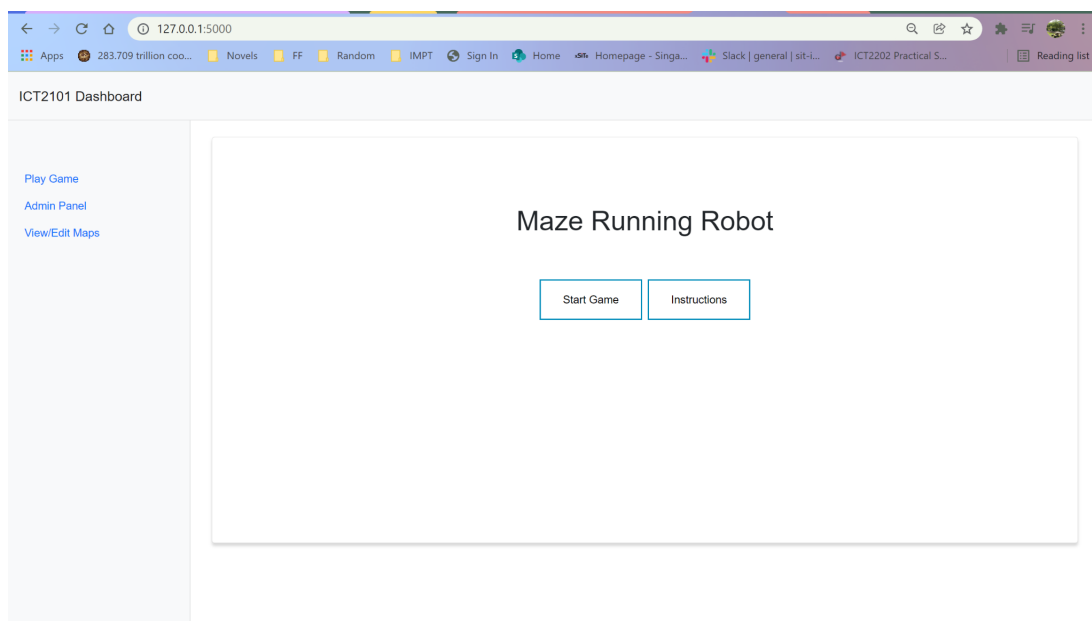 127.0.0.1:5000
Apps 283.709 trillion coo... Novels FF Random IMPT Sign In Home Homepage - Singa... Slack | general | sit-i... ICT2202 Practical S... Reading list
ICT2101 Dashboard
Play Game
Admin Panel
View/Edit Maps
Maze Running Robot
Start Game Instructions